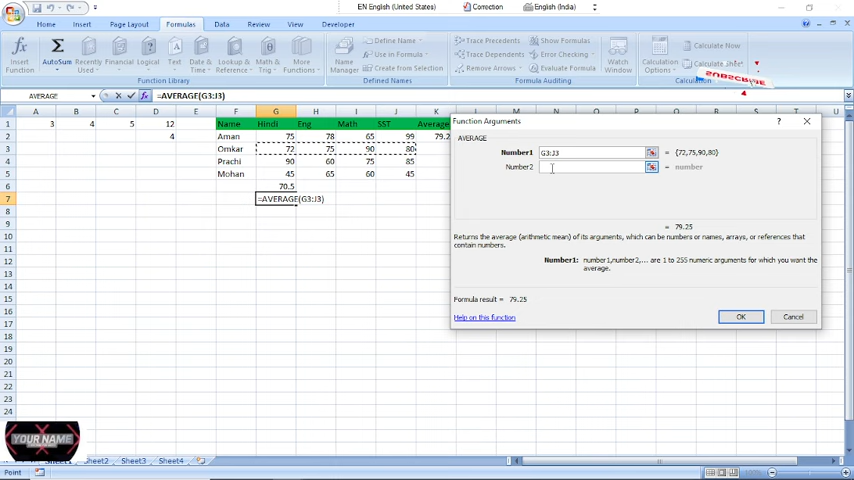 EN English (United States) Correction English (India)
Home Insert Page Layout Formulas Data Review View Developer
Insert Function
AutoSum
Recently Used
Financial
Logical
Text
Date & Time
Lookup & Reference
Math & Trig
More Functions
Function Library
Name Manager
Define Name
Use in Formula
Create from Selection
Defined Names
Trace Precedents
Trace Dependents
Remove Arrows
Show Formulas
Error Checking
Evaluate Formula
Formula Auditing
Watch Window
Calculation Options
Calculate Now
Calculate Sheet
Calculation
SUBSCRIBE
AVERAGE fx =AVERAGE(G3:J3)
A B C D E F G H I J K L M N O P Q R S T U
1 3 4 5 12 Name Hindi Eng Math SST Average
2 4 Aman 75 78 65 99 79.2
3 Omkar 72 75 90 80
4 Prachi 90 60 75 85
5 Mohan 45 65 60 45
6 70.5
7 =AVERAGE(G3:J3)
8
9
10
11
12
13
14
15
16
17
18
19
20
21
22
23
24
Function Arguments ?
AVERAGE
Number1 G3:J3 = {72,75,90,80}
Number2 = number
= 79.25
Returns the average (arithmetic mean) of its arguments, which can be numbers or names, arrays, or references that
contain numbers.
Number1: number1,number2,... are 1 to 255 numeric arguments for which you want the
average.
Formula result = 79.25
Help on this function
OK Cancel
YOUR NAME
Sheet1 Sheet2 Sheet3 Sheet4
Point